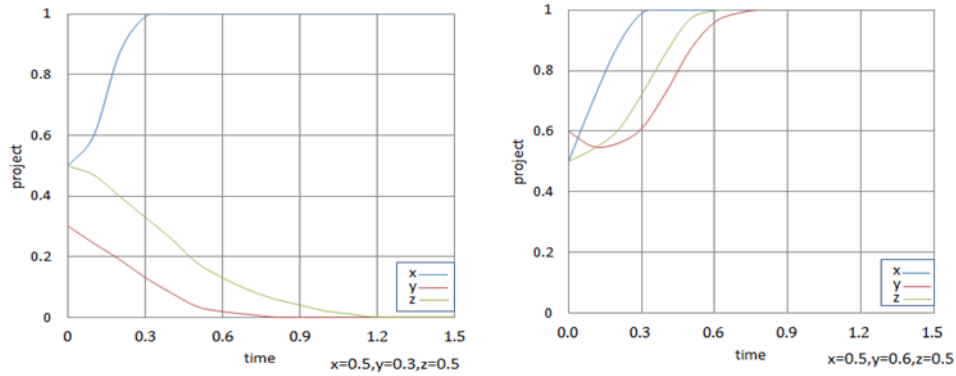 1
0.8
0.6
0.4
0.2
0
project
0 0.3 0.6 0.9 1.2 1.5
time
x
y
z
x=0.5,y=0.3,z=0.5
1
0.8
0.6
0.4
0.2
0
project
0.0 0.3 0.6 0.9 1.2 1.5
time
x
y
z
x=0.5,y=0.6,z=0.5